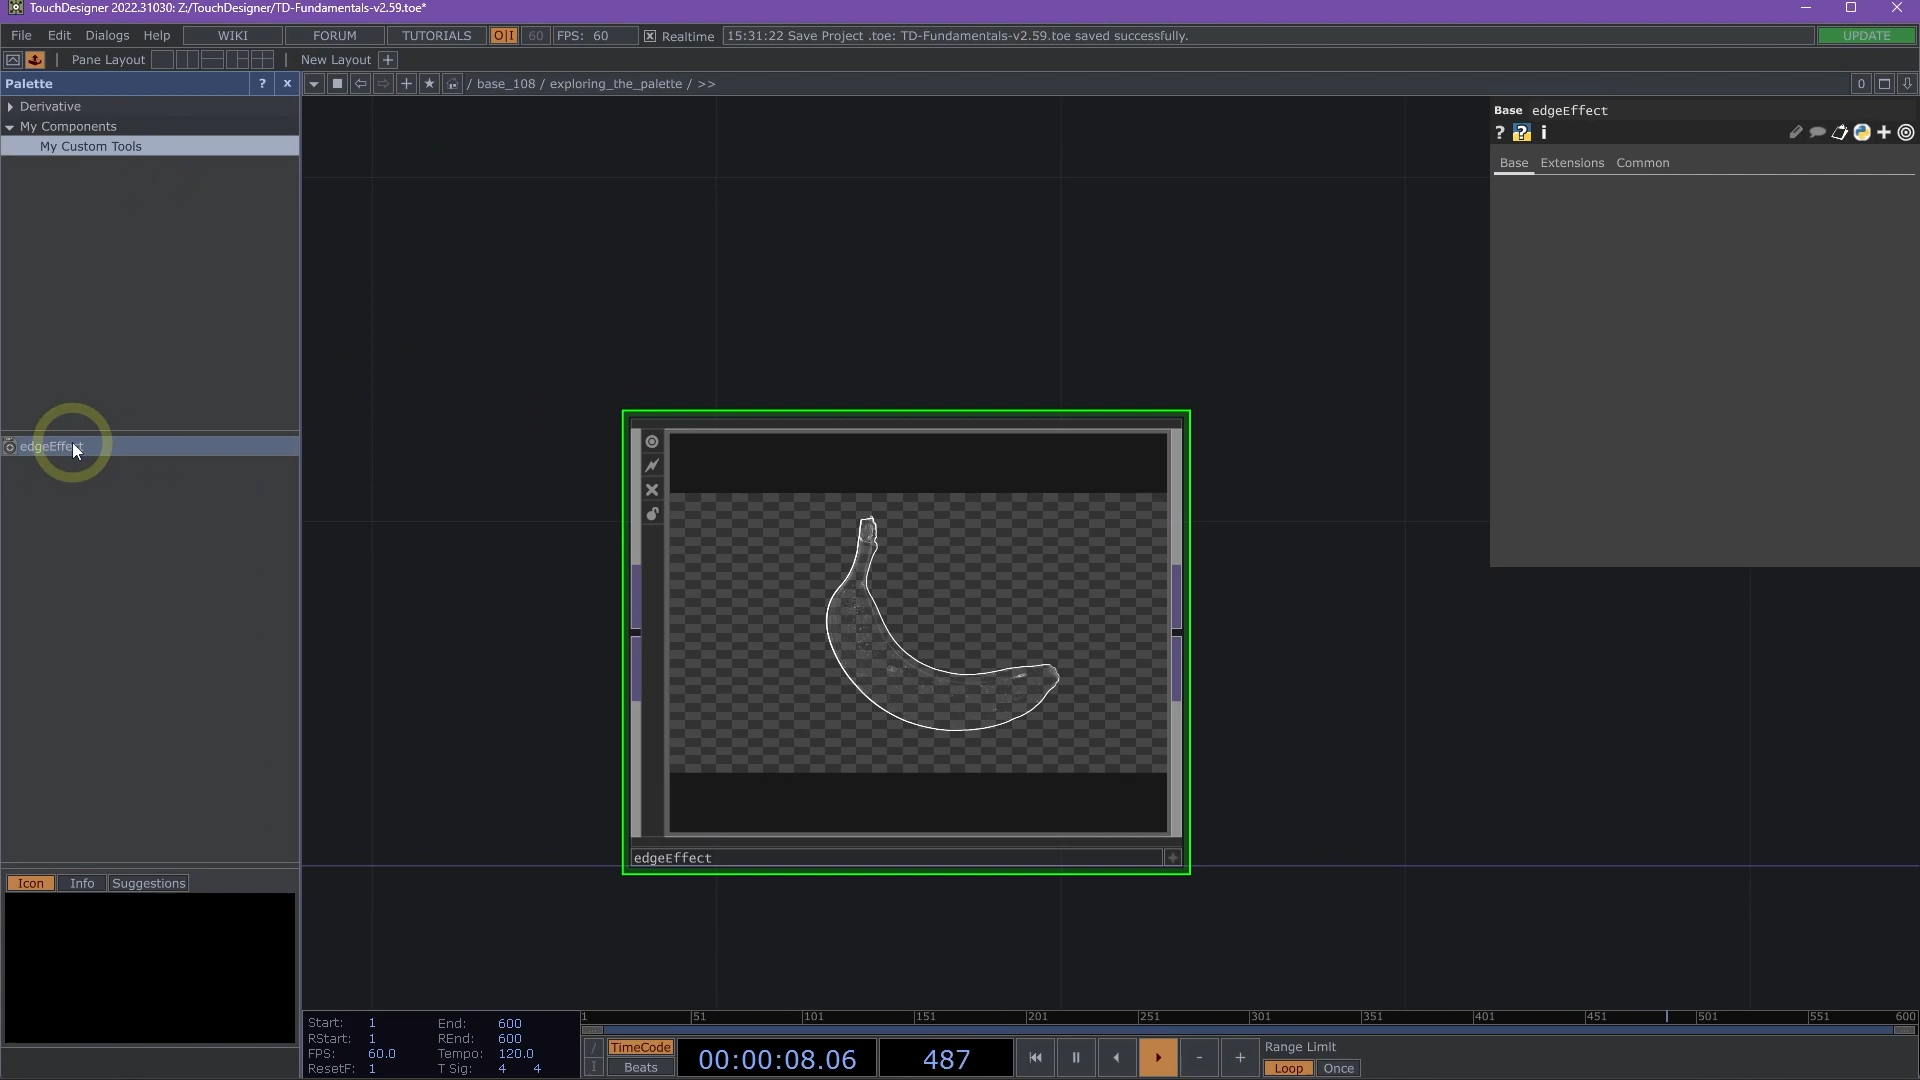 TouchDesigner 2022.31030: Z:/TouchDesigner/TD-Fundamentals-v2.59.toe*
File Edit Dialogs Help WIKI FORUM TUTORIALS O|I 60 FPS: 60 Realtime 15:31:22 Save Project .toe: TD-Fundamentals-v2.59.toe saved successfully. UPDATE
Pane Layout New Layout +
Palette ? x / base_108 / exploring_the_palette / >> 0
Derivative
My Components
My Custom Tools
Base edgeEffect
? ? i
Base Extensions Common
edgeEffect
edgeEffect
Icon Info Suggestions
Start: 1 End: 600
RStart: 1 REnd: 600
FPS: 60.0 Tempo: 120.0
ResetF: 1 T Sig: 4 4
1 51 101 151 201 251 301 351 401 451 501 551 600
/ TimeCode 00:00:08.06 487 - + Range Limit
I Beats Loop Once